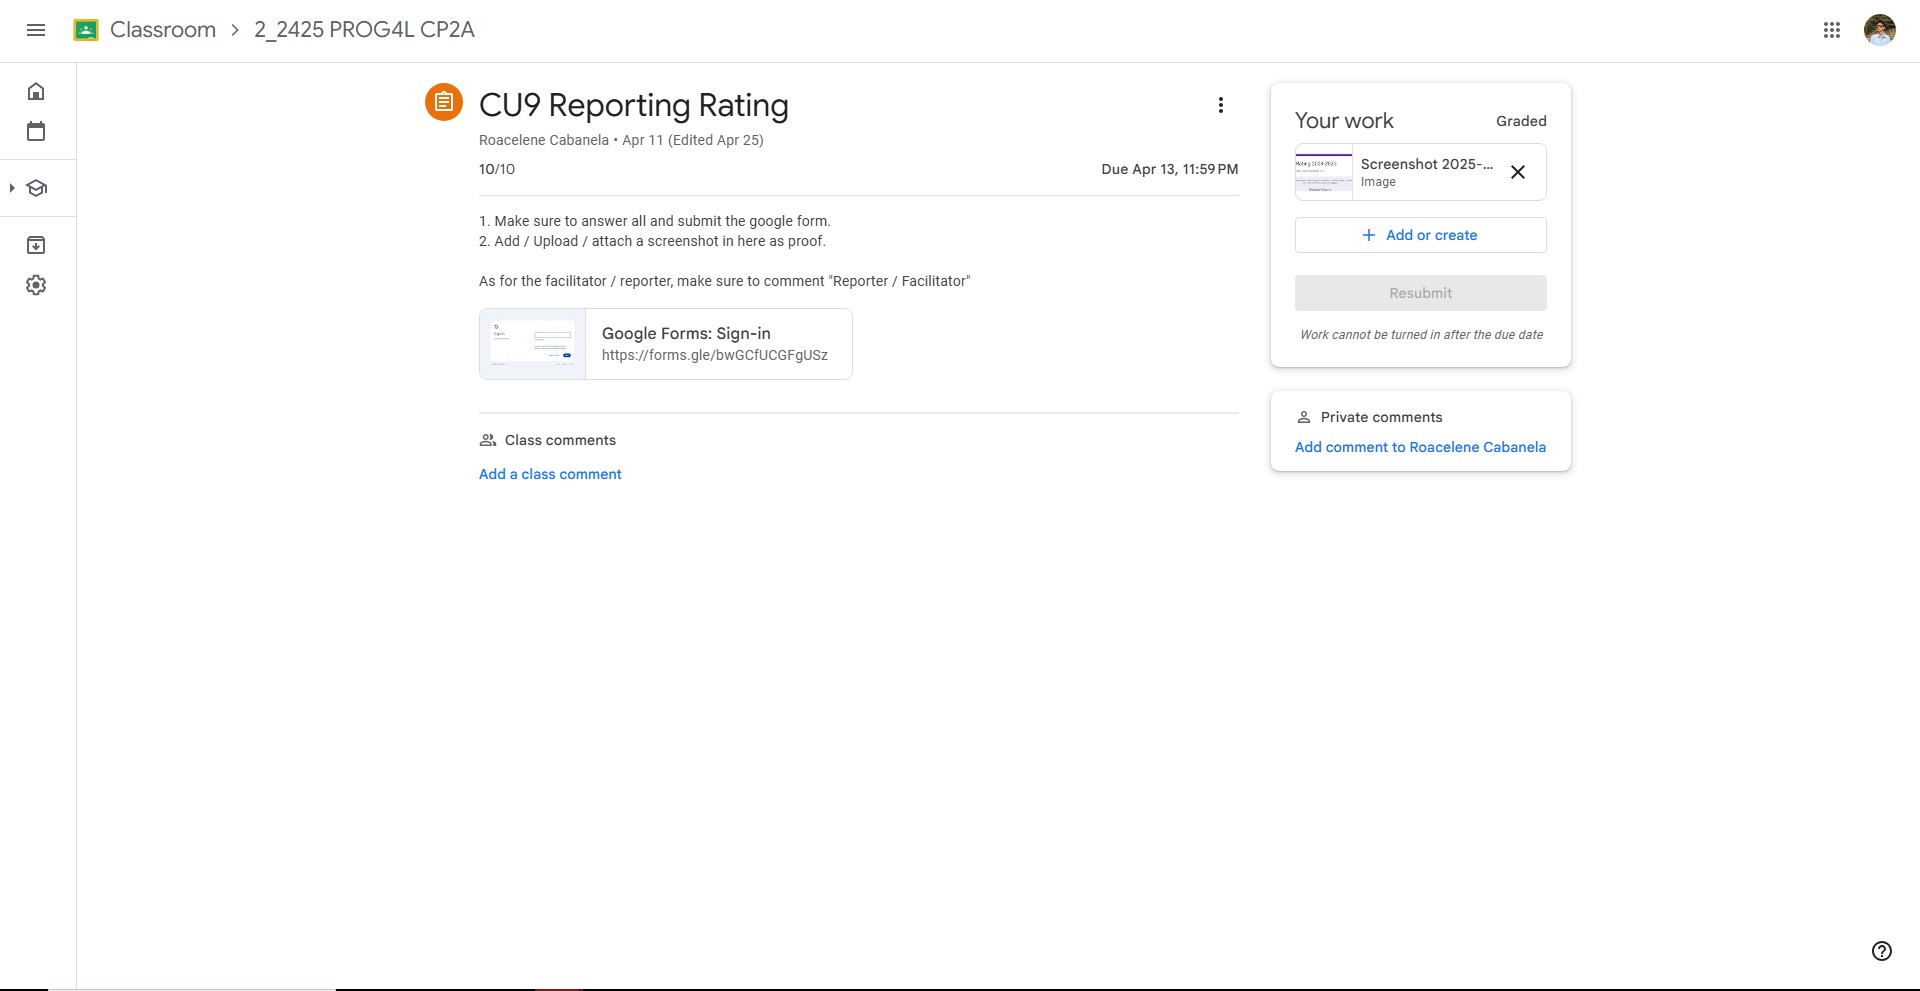 Classroom
2_2425 PROG4L CP2A
CU9 Reporting Rating
Roacelene Cabanela • Apr 11 (Edited Apr 25)
10/10
Due Apr 13, 11:59 PM
1. Make sure to answer all and submit the google form.
2. Add / Upload / attach a screenshot in here as proof.
As for the facilitator / reporter, make sure to comment "Reporter / Facilitator"
Google Forms: Sign-in
https://forms.gle/bwGCfUCGFgUSz
Class comments
Add a class comment
Your work
Graded
Rating 2024-2025
Screenshot 2025-...
Image
Add or create
Resubmit
Work cannot be turned in after the due date
Private comments
Add comment to Roacelene Cabanela